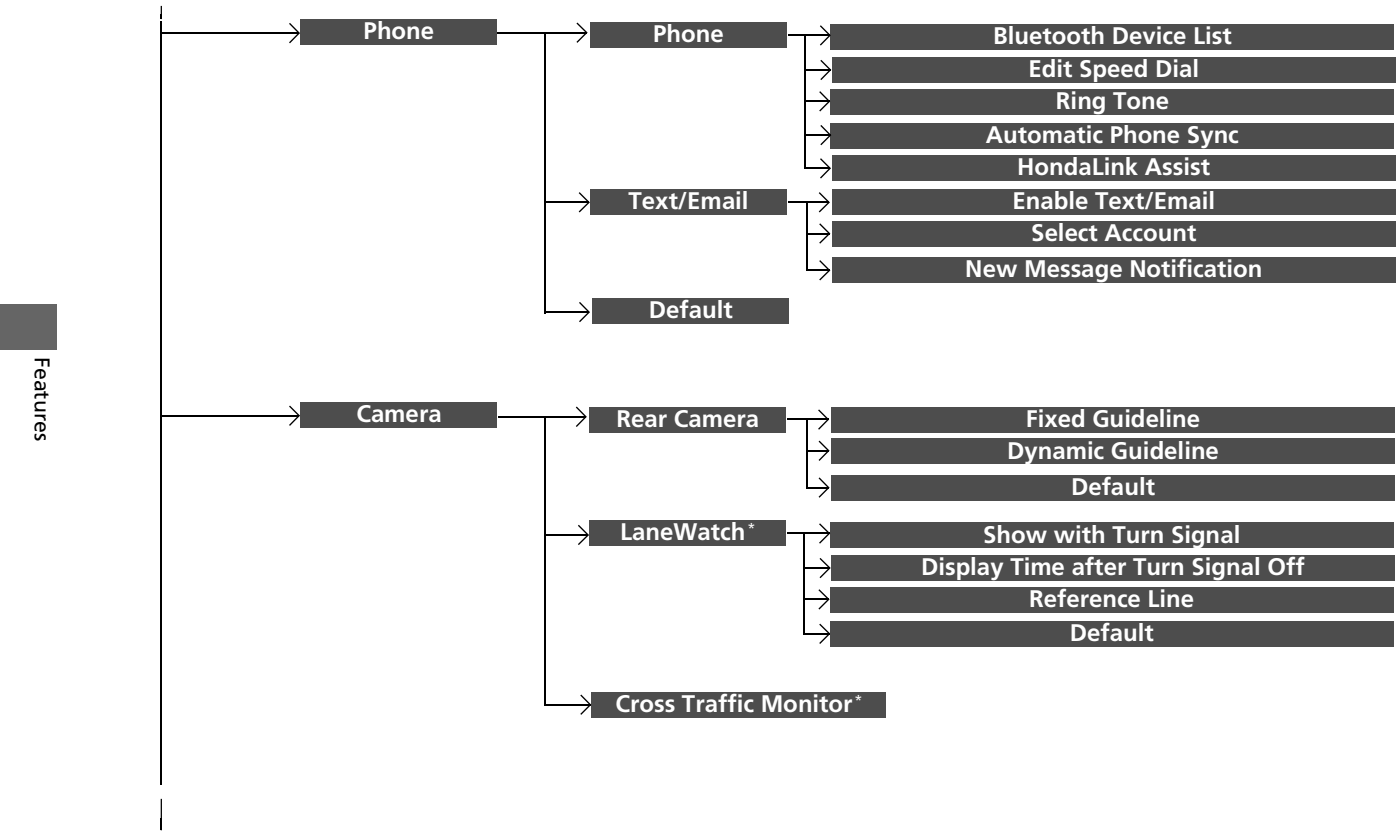 Phone
Phone
Bluetooth Device List
Edit Speed Dial
Ring Tone
Automatic Phone Sync
HondaLink Assist
Text/Email
Enable Text/Email
Select Account
New Message Notification
Default
Features
Camera
Rear Camera
Fixed Guideline
Dynamic Guideline
Default
LaneWatch*
Show with Turn Signal
Display Time after Turn Signal Off
Reference Line
Default
Cross Traffic Monitor*